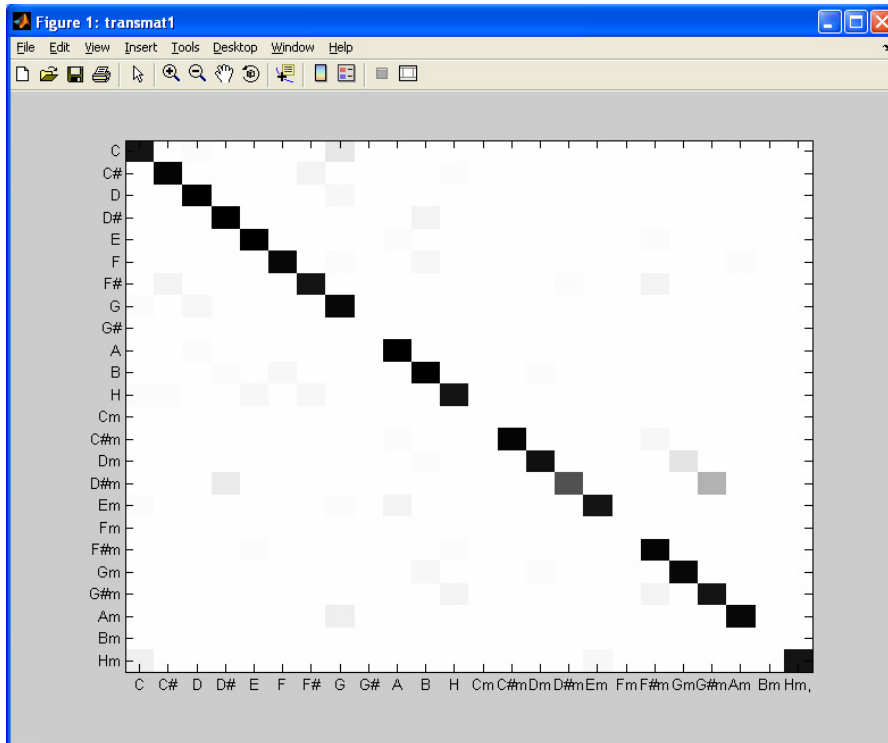 Figure 1: transmat1
File Edit View Insert Tools Desktop Window Help
C
C#
D
D#
E
F
F#
G
G#
A
B
H
Cm
C#m
Dm
D#m
Em
Fm
F#m
Gm
G#m
Am
Bm
Hm
C C# D D# E F F# G G# A B H Cm C#m Dm D#m Em Fm F#m Gm G#m Am Bm Hm,